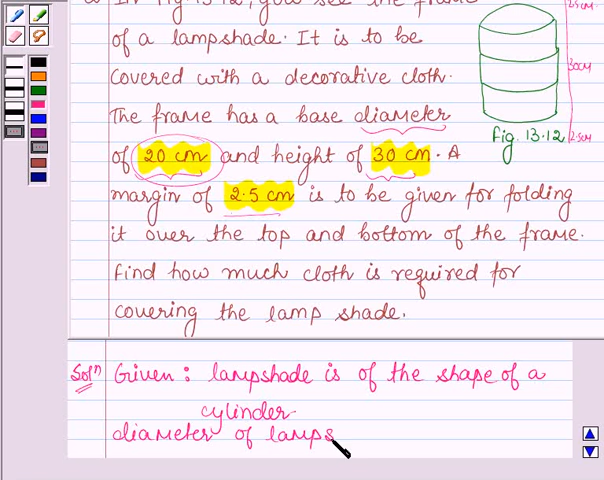 In Fig. 13.12, you see the frame
of a lampshade. It is to be
covered with a decorative cloth.
The frame has a base diameter
of 20 cm and height of 30 cm. A
margin of 2.5 cm is to be given for folding
it over the top and bottom of the frame.
Find how much cloth is required for
covering the lamp shade.
2.5cm
30cm
2.5cm
Fig. 13.12
Solⁿ Given: lampshade is of the shape of a
cylinder
diameter of lamps